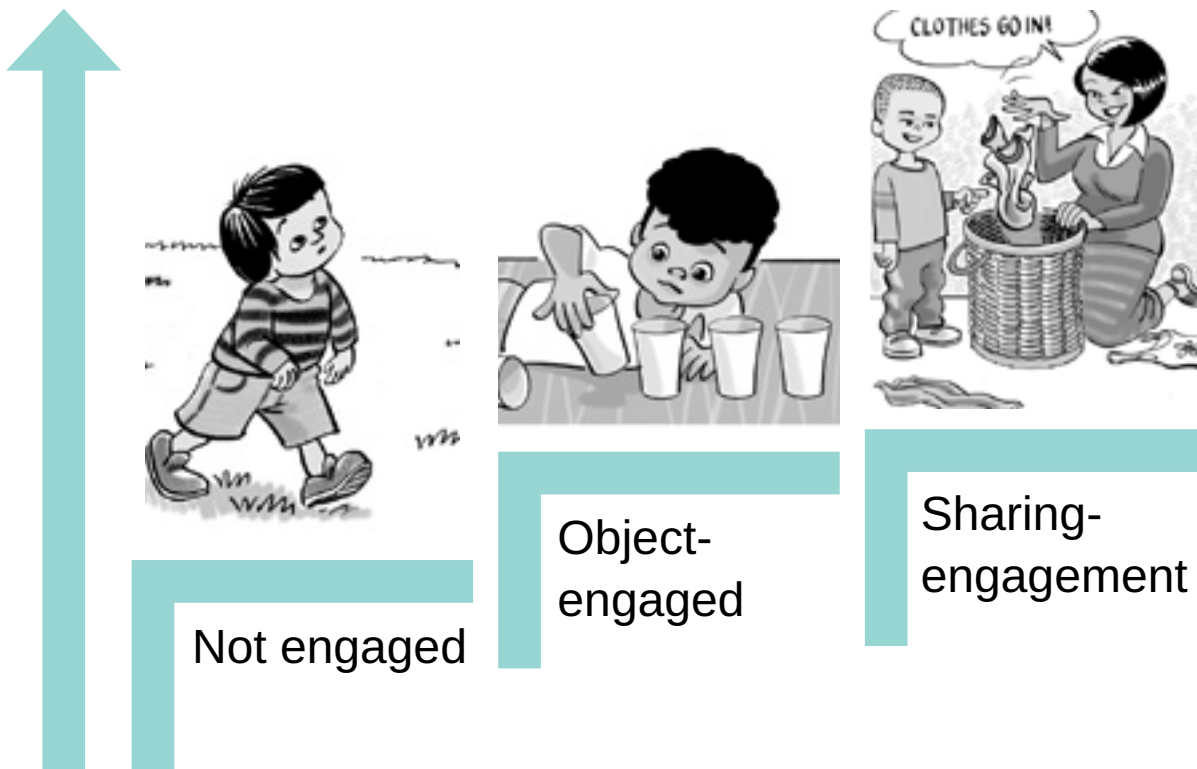 CLOTHES GO IN!
Not engaged
Object-
engaged
Sharing-
engagement